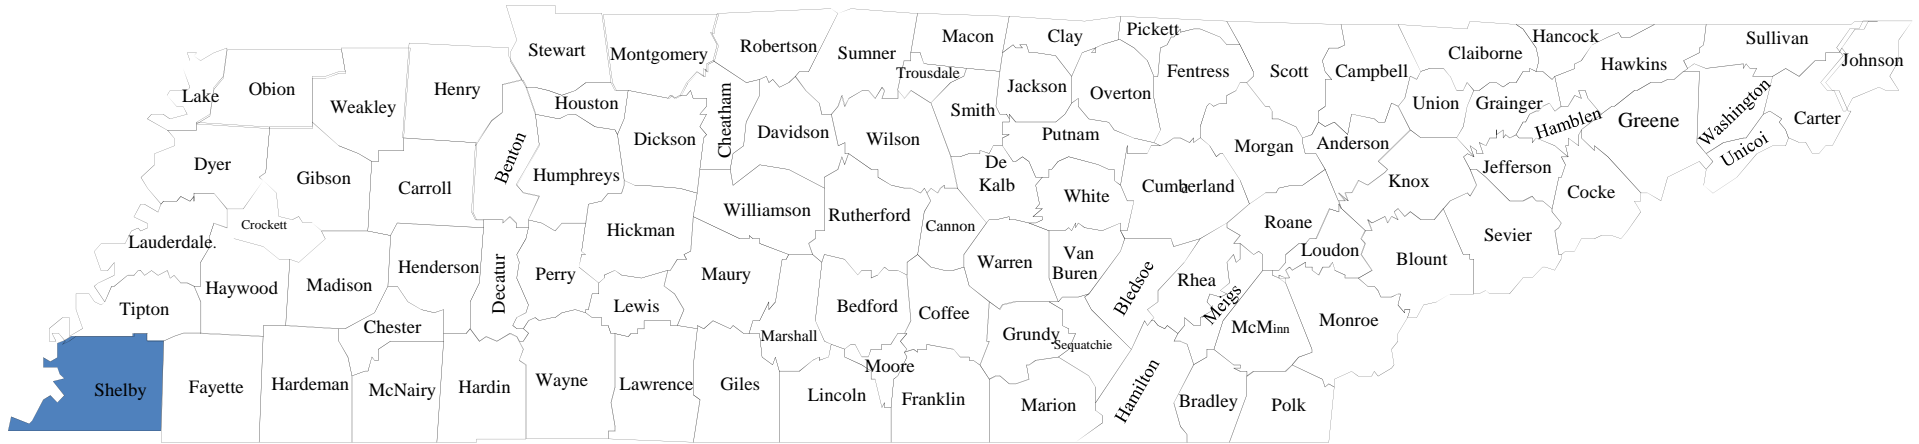 Stewart
Montgomery
Robertson
Sumner
Macon
Clay
Pickett
Hancock
Sullivan
Johnson
Lake
Obion
Weakley
Henry
Houston
Dickson
Cheatham
Davidson
Trousdale
Wilson
Smith
Jackson
Overton
Fentress
Scott
Campbell
Claiborne
Union
Grainger
Hawkins
Hamblen
Greene
Washington
Unicoi
Carter
Dyer
Gibson
Carroll
Benton
Humphreys
Putnam
De
Kalb
White
Cumberland
a
Morgan
Anderson
Knox
Jefferson
Cocke
Crockett
Williamson
Rutherford
Cannon
Hickman
Roane
Loudon
Sevier
Blount
Lauderdale.
Haywood
Madison
Henderson
Decatur
Perry
Lewis
Maury
Warren
Van
Buren
Bledsoe
Rhea
Meigs
Tipton
Chester
Marshall
Bedford
Coffee
Grundy
Sequatchie
McMinn
Monroe
Shelby
Fayette
Hardeman
McNairy
Hardin
Wayne
Lawrence
Giles
Lincoln
Moore
Franklin
Marion
Hamilton
Bradley
Polk